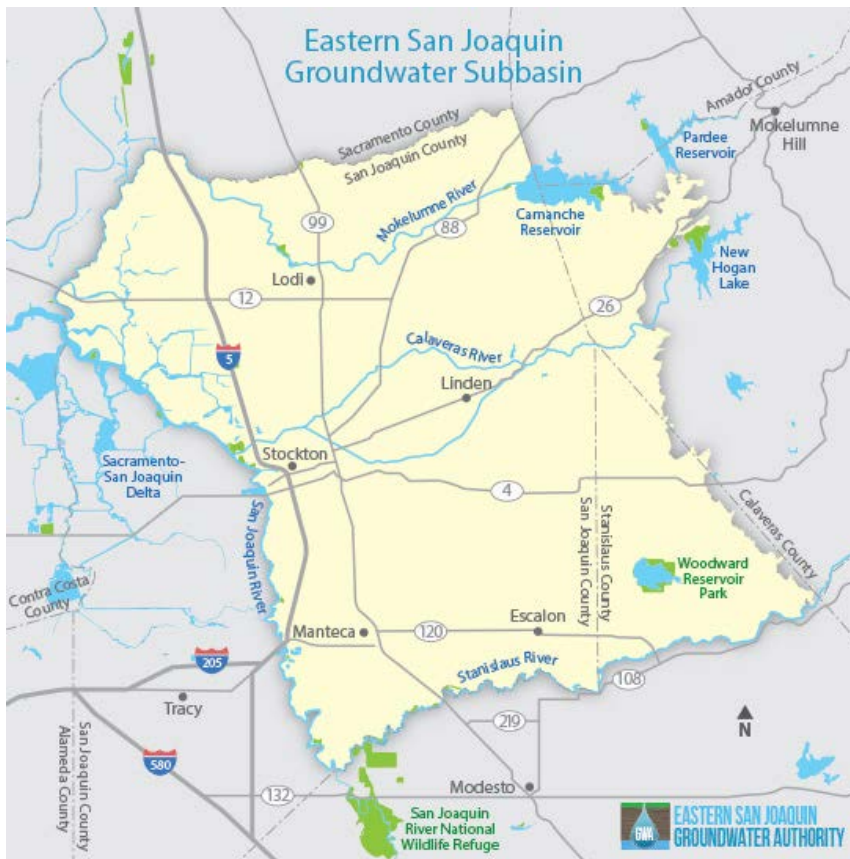 Eastern San Joaquin
Groundwater Subbasin
Sacramento County
San Joaquin County
Amador County
Mokelumne
Hill
Pardee
Reservoir
Mokelumne River
Camanche
Reservoir
99
88
New
Hogan
Lake
Lodi
12
26
5
Calaveras River
Linden
Stockton
Sacramento-
San Joaquin
Delta
4
San Joaquin River
Stanislaus County
San Joaquin County
Calaveras County
Woodward
Reservoir
Park
Contra Costa
County
Manteca
120
Escalon
205
Stanislaus River
108
Tracy
219
N
San Joaquin County
Alameda County
580
132
Modesto
San Joaquin
River National
Wildlife Refuge
GWA
EASTERN SAN JOAQUIN
GROUNDWATER AUTHORITY